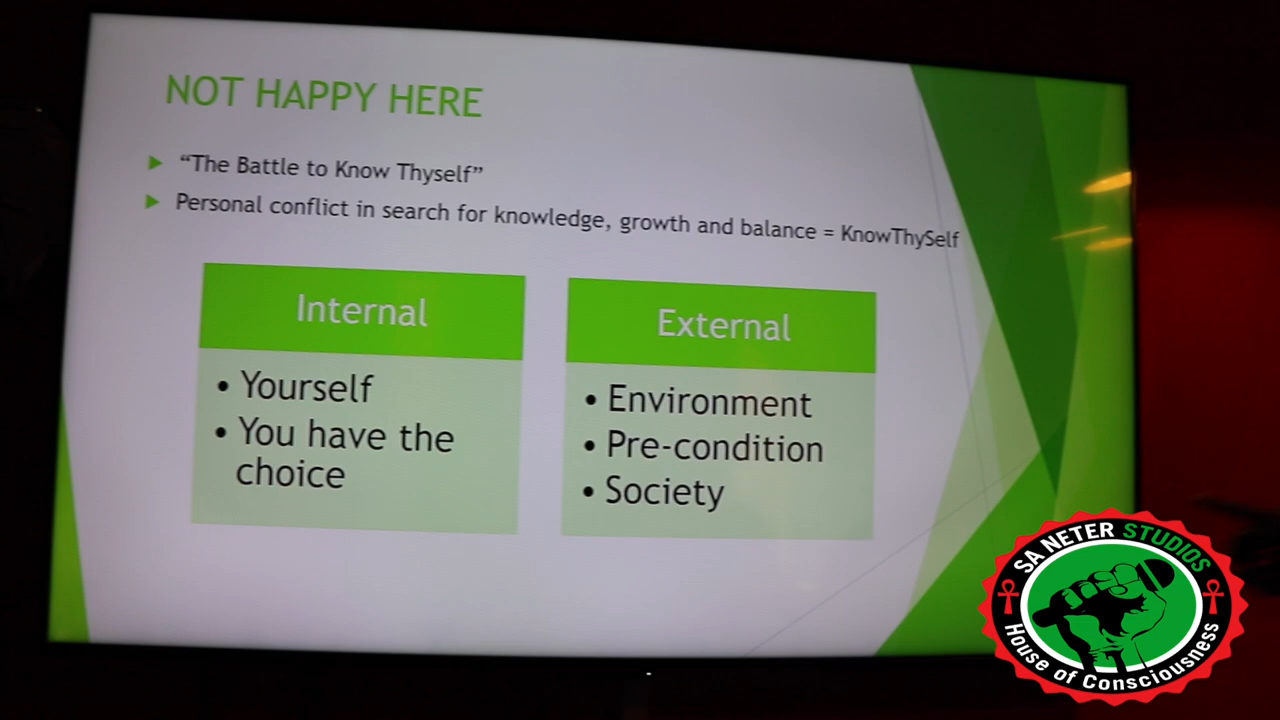 NOT HAPPY HERE
“The Battle to Know Thyself”
Personal conflict in search for knowledge, growth and balance = KnowThySelf
Internal
• Yourself
• You have the
choice
External
• Environment
• Pre-condition
• Society
SA NETER STUDIOS
House of Consciousness